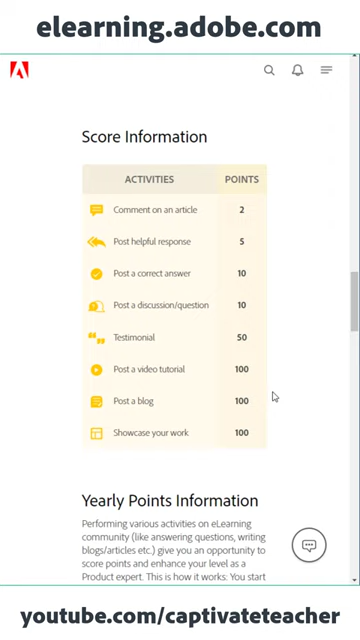 elearning.adobe.com
Score Information
ACTIVITIES POINTS
Comment on an article 2
Post helpful response 5
Post a correct answer 10
Post a discussion/question 10
Testimonial 50
Post a video tutorial 100
Post a blog 100
Showcase your work 100
Yearly Points Information
Performing various activities on eLearning
community (like answering questions, writing
blogs/articles etc.) give you an opportunity to
score points and enhance your level as a
Product expert. This is how it works: You start
youtube.com/captivateteacher